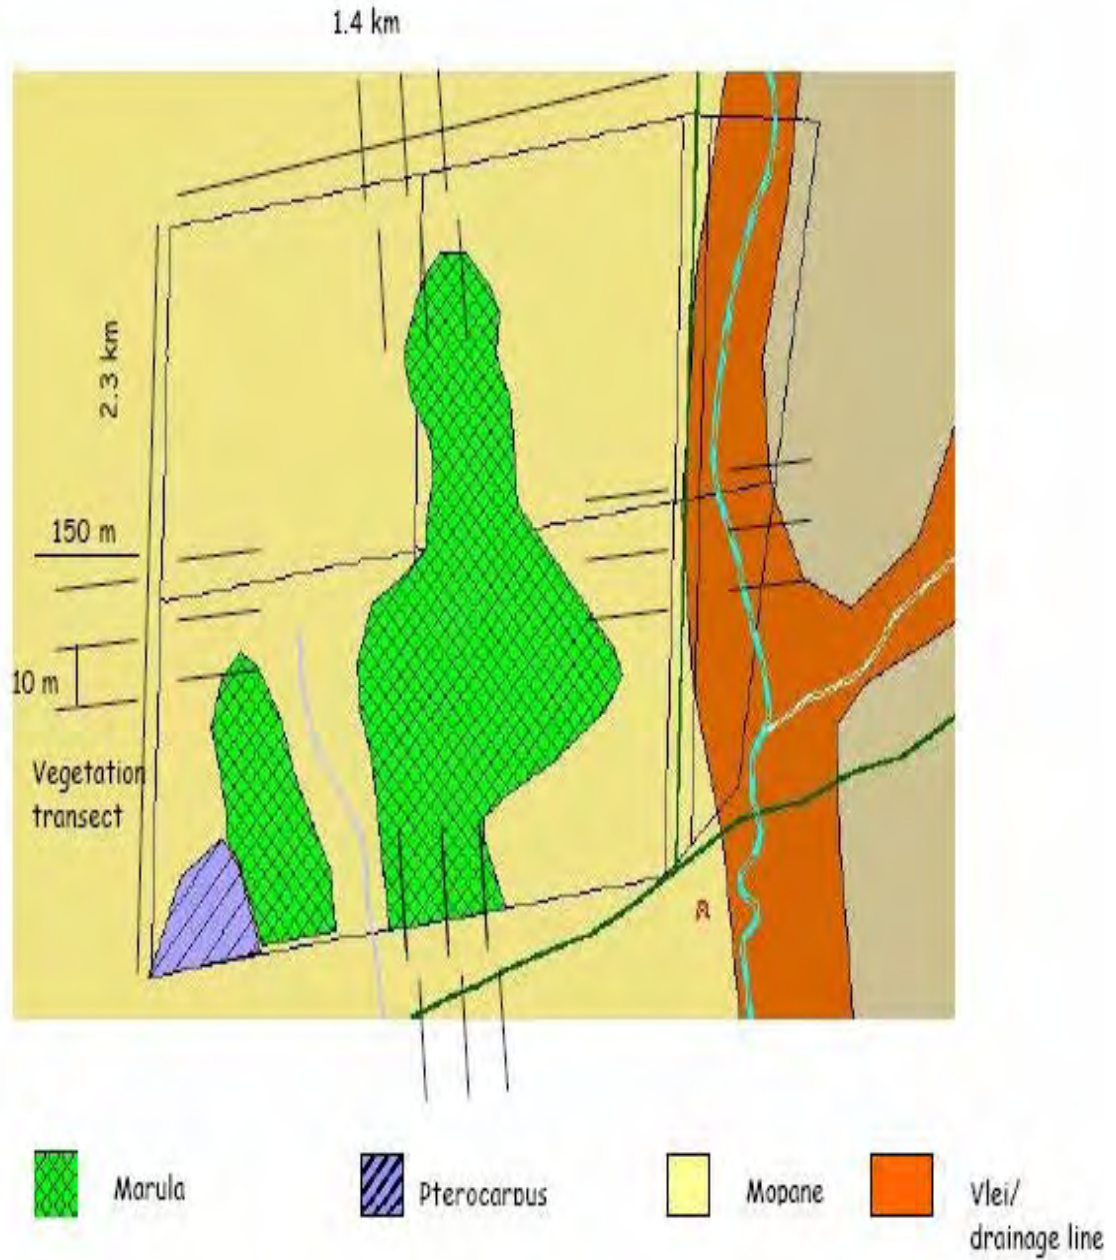 1.4 km
2.3 km
150 m
10 m
Vegetation
transect
Marula
Pterocarpus
Mopane
Vlei/
drainage line